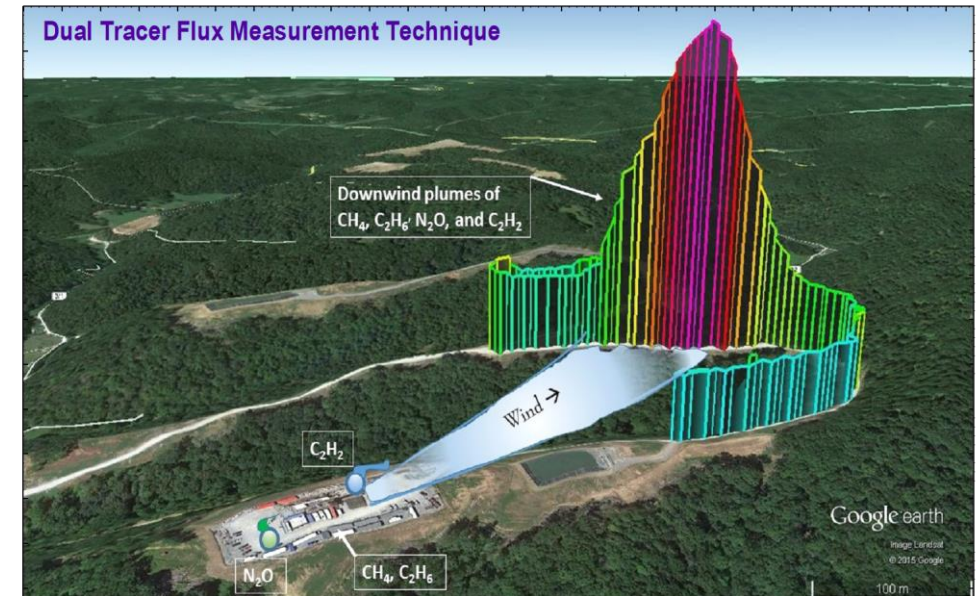 Dual Tracer Flux Measurement Technique
Downwind plumes of
CH₄, C₂H₆, N₂O, and C₂H₂
Wind →
C₂H₂
N₂O
CH₄, C₂H₆
Google earth
Image Landsat
© 2015 Google
100 m